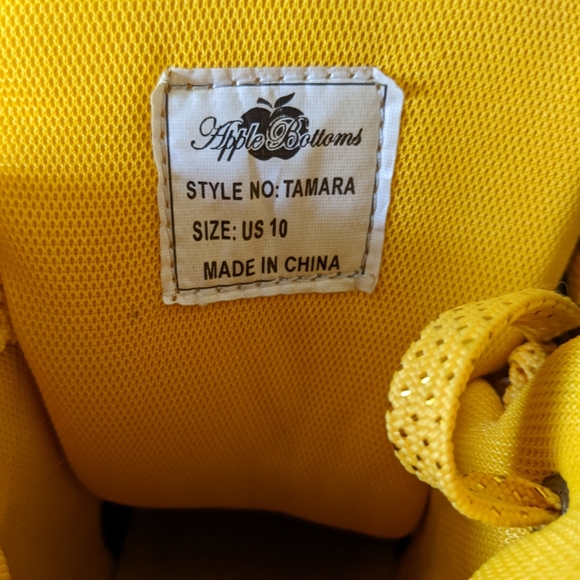 Apple Bottoms
STYLE NO: TAMARA
SIZE: US 10
MADE IN CHINA